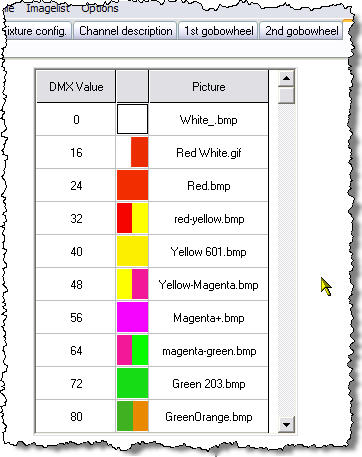 Imagelist Options
ixture config. Channel description 1st gobowheel 2nd gobowheel
DMX Value Picture
0 White_.bmp
16 Red White.gif
24 Red.bmp
32 red-yellow.bmp
40 Yellow 601.bmp
48 Yellow-Magenta.bmp
56 Magenta+.bmp
64 magenta-green.bmp
72 Green 203.bmp
80 GreenOrange.bmp